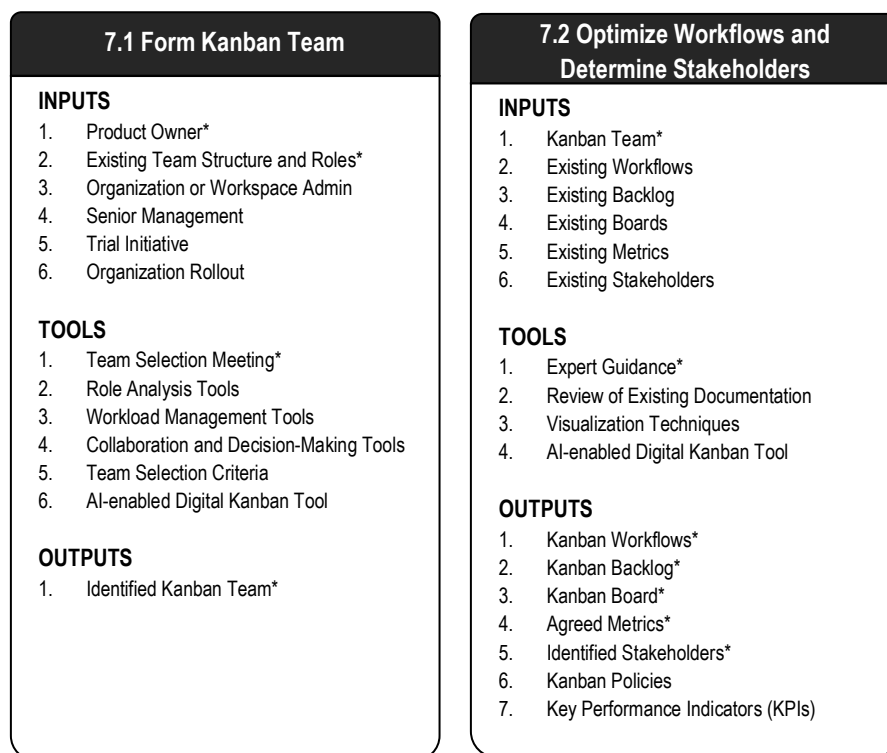 7.1 Form Kanban Team
INPUTS
1. Product Owner*
2. Existing Team Structure and Roles*
3. Organization or Workspace Admin
4. Senior Management
5. Trial Initiative
6. Organization Rollout
TOOLS
1. Team Selection Meeting*
2. Role Analysis Tools
3. Workload Management Tools
4. Collaboration and Decision-Making Tools
5. Team Selection Criteria
6. AI-enabled Digital Kanban Tool
OUTPUTS
1. Identified Kanban Team*
7.2 Optimize Workflows and
Determine Stakeholders
INPUTS
1. Kanban Team*
2. Existing Workflows
3. Existing Backlog
4. Existing Boards
5. Existing Metrics
6. Existing Stakeholders
TOOLS
1. Expert Guidance*
2. Review of Existing Documentation
3. Visualization Techniques
4. AI-enabled Digital Kanban Tool
OUTPUTS
1. Kanban Workflows*
2. Kanban Backlog*
3. Kanban Board*
4. Agreed Metrics*
5. Identified Stakeholders*
6. Kanban Policies
7. Key Performance Indicators (KPIs)